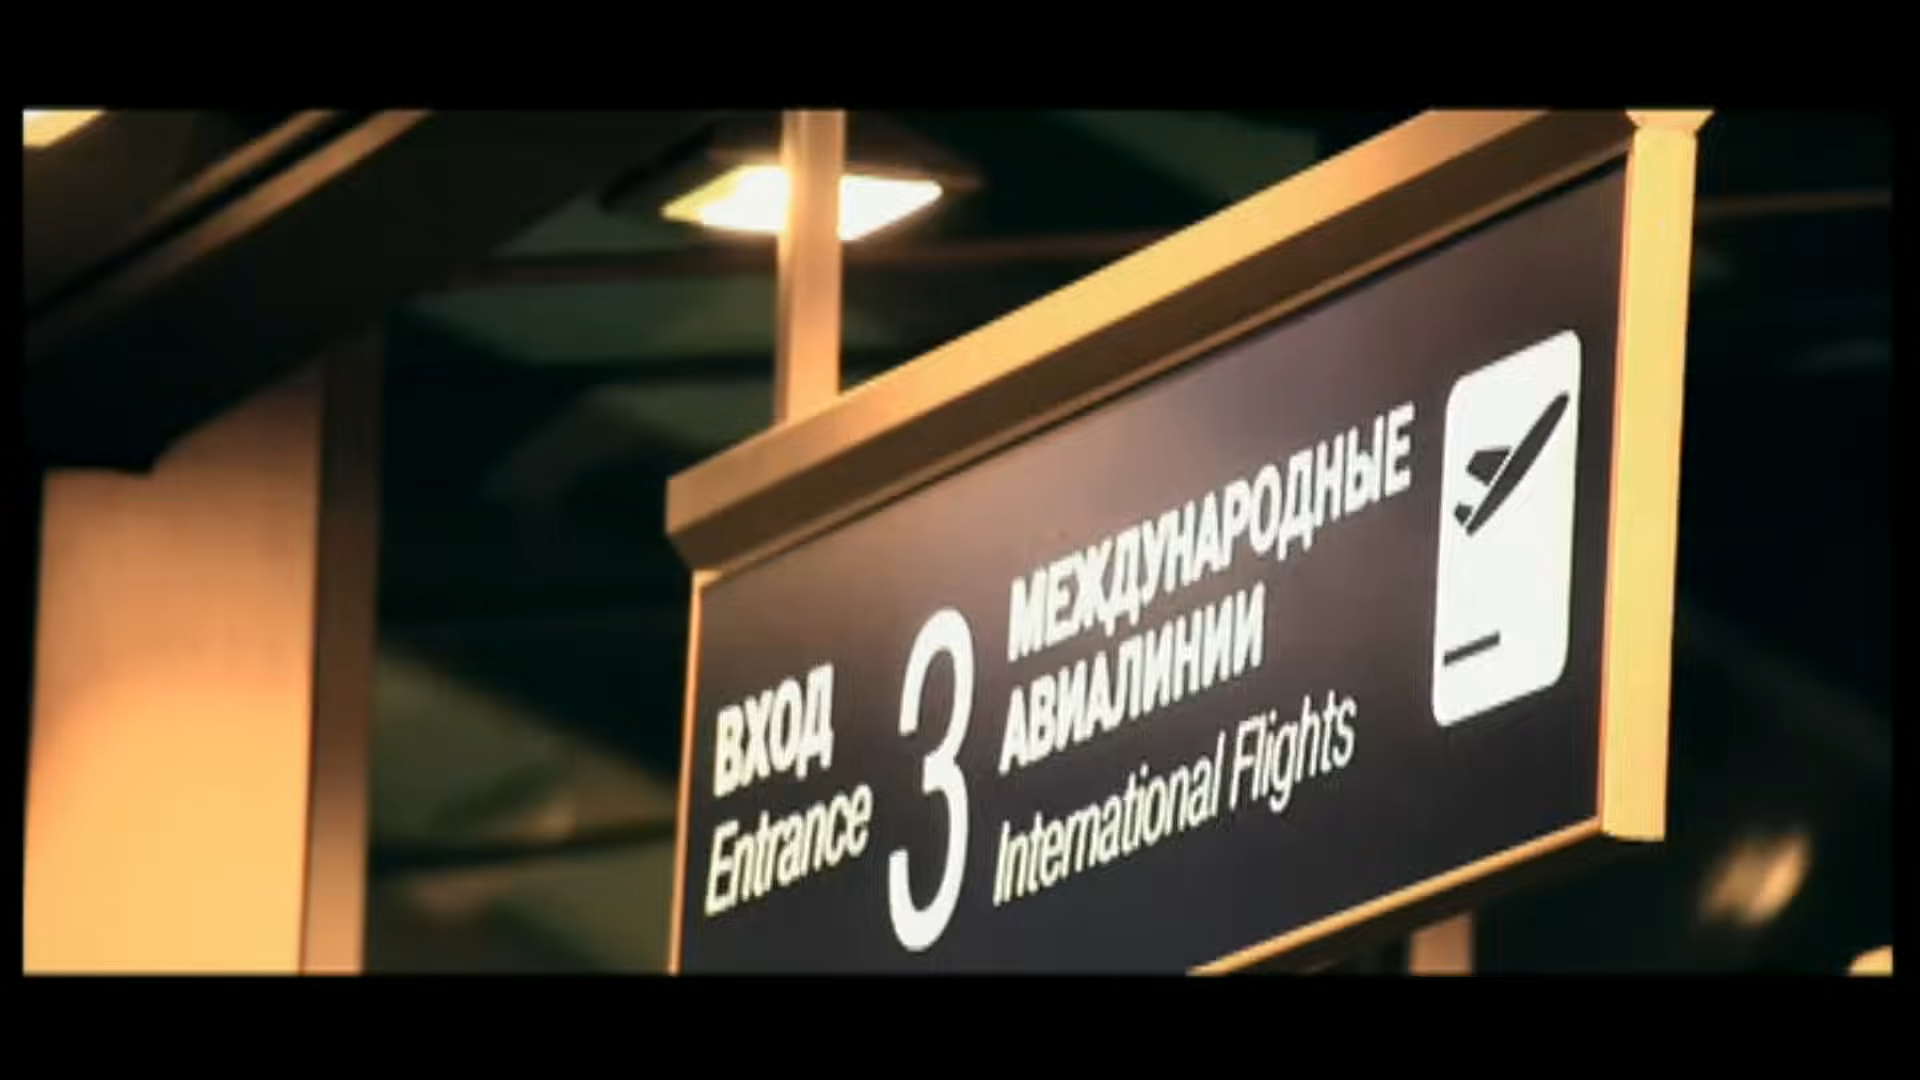 ВХОД
Entrance
3
МЕЖДУНАРОДНЫЕ
АВИАЛИНИИ
International Flights